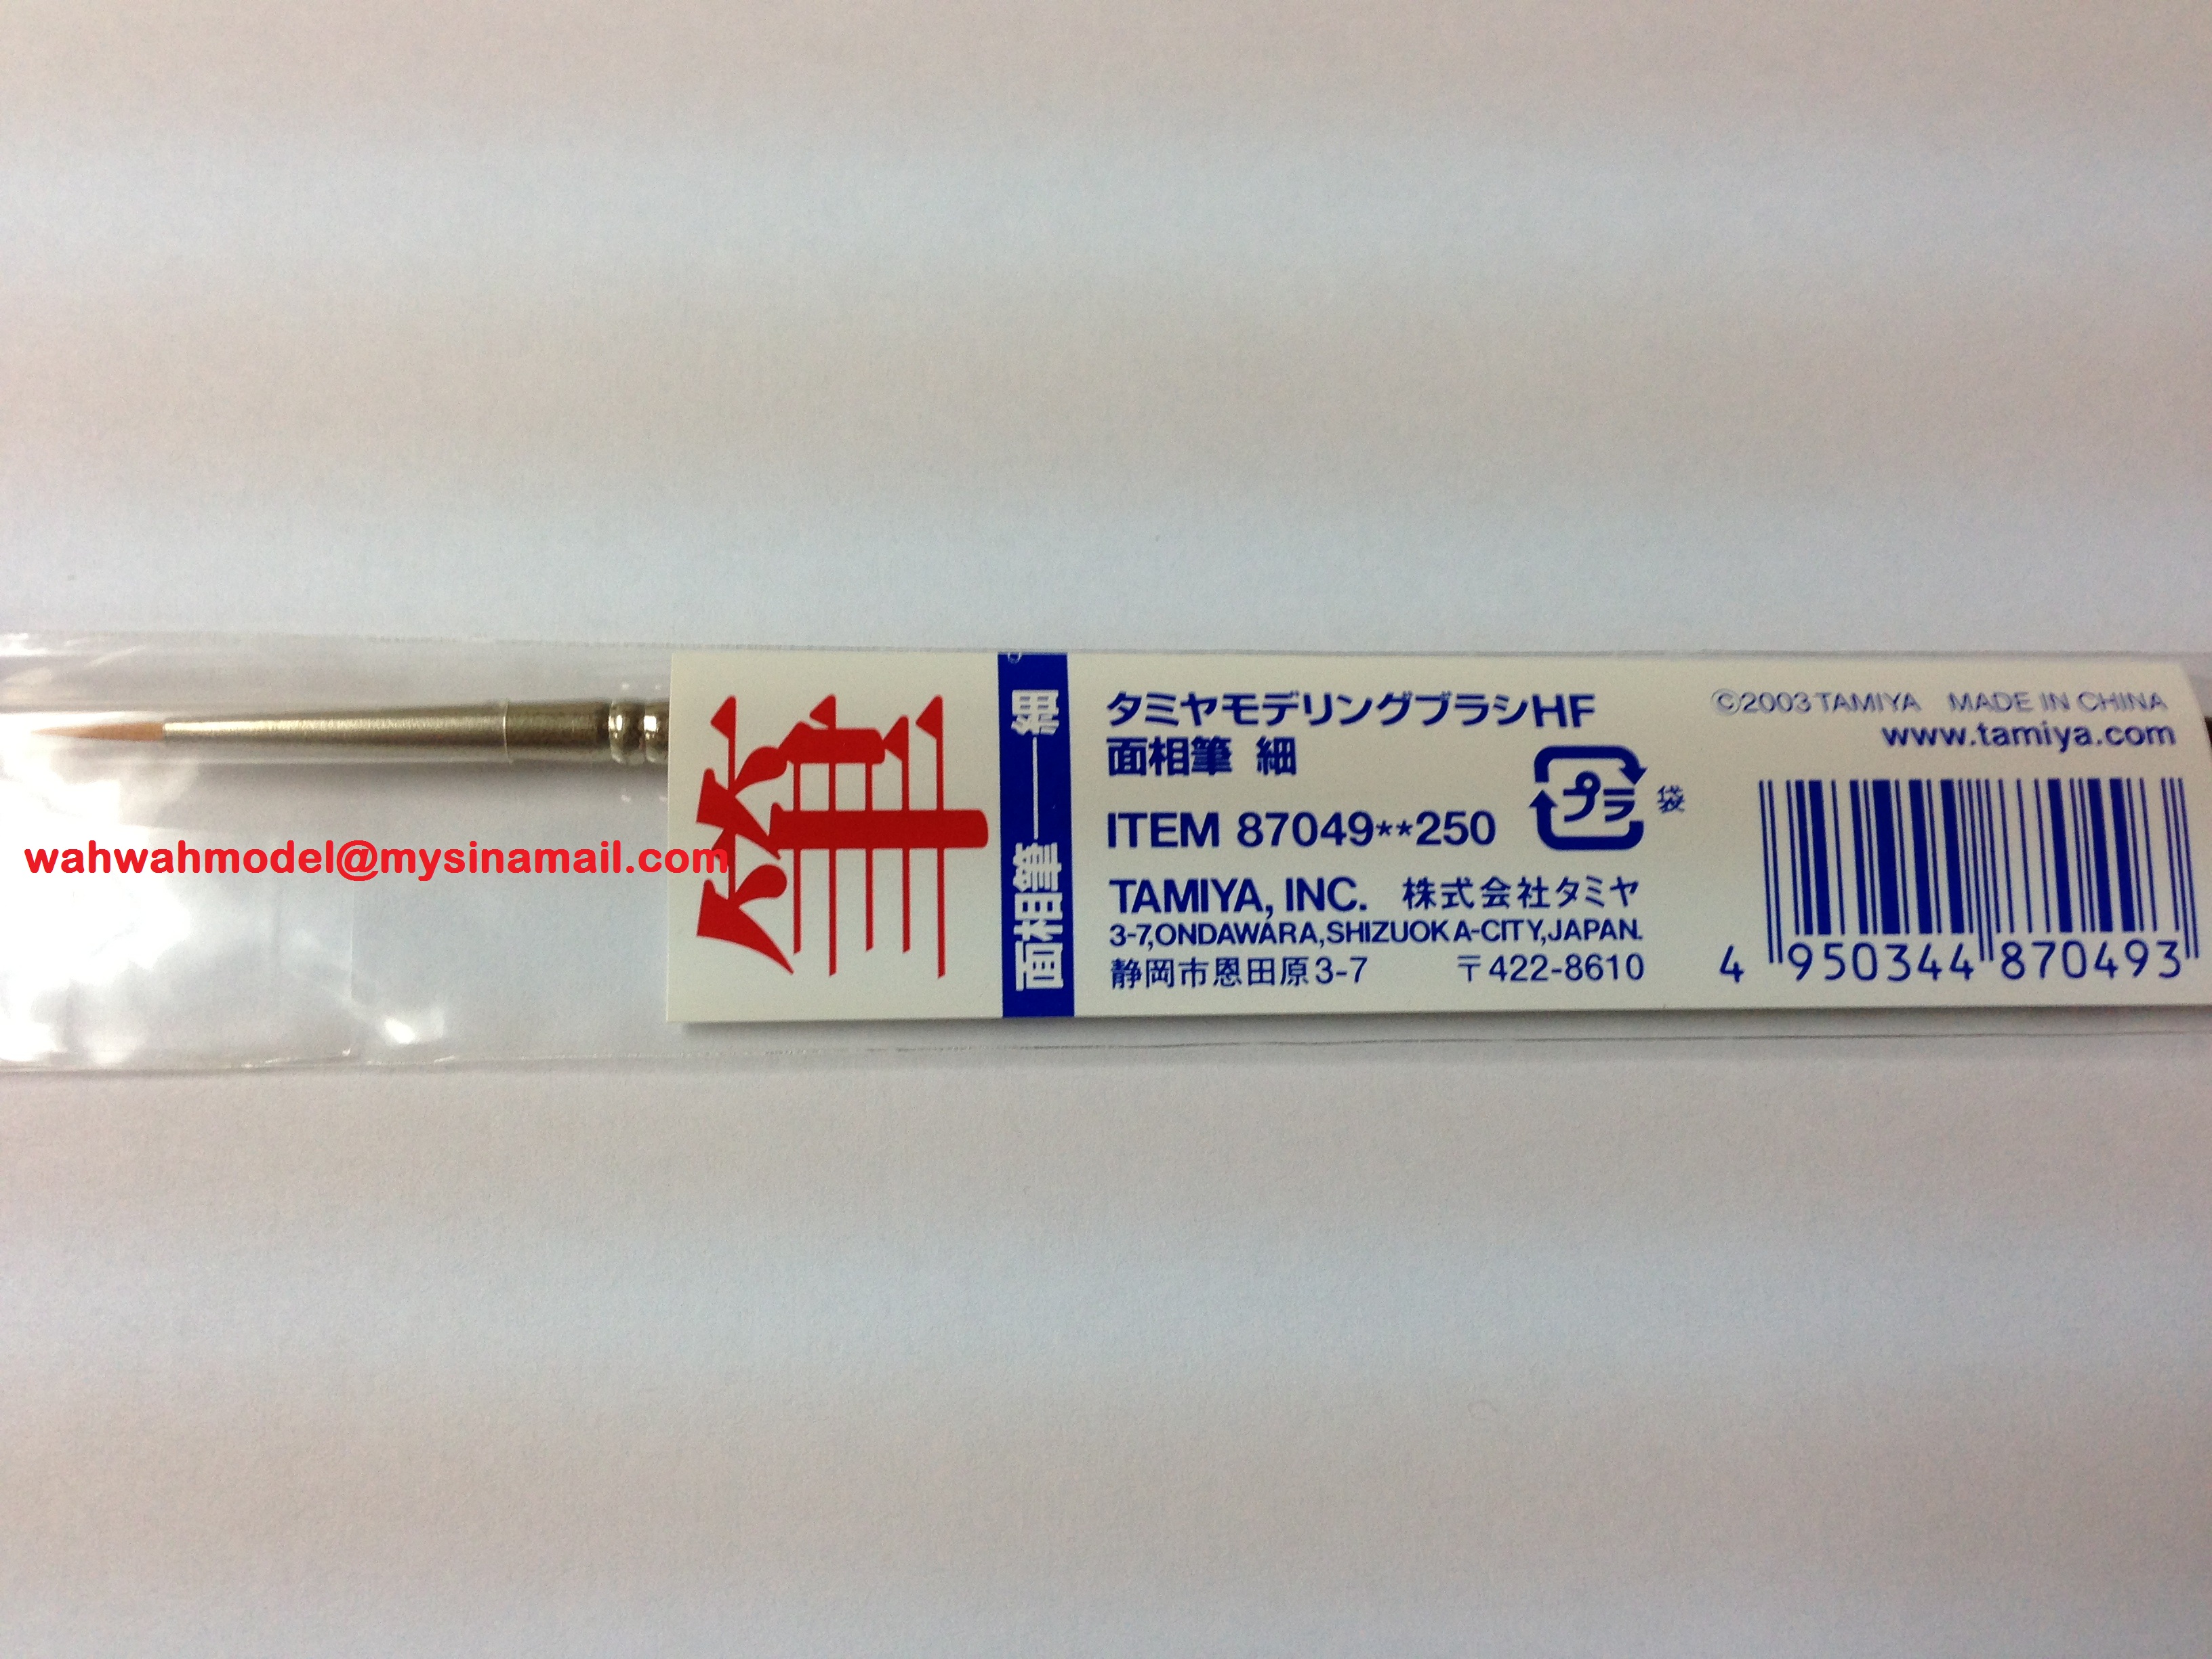 wahwahmodel@mysinamail.com
筆
面相筆 細
タミヤモデリングブラシHF
面相筆 細
ITEM 87049**250
プラ 袋
TAMIYA, INC. 株式会社タミヤ
3-7,ONDAWARA,SHIZUOKA-CITY,JAPAN.
静岡市恩田原3-7 〒422-8610
©2003 TAMIYA MADE IN CHINA
www.tamiya.com
4 950344 870493